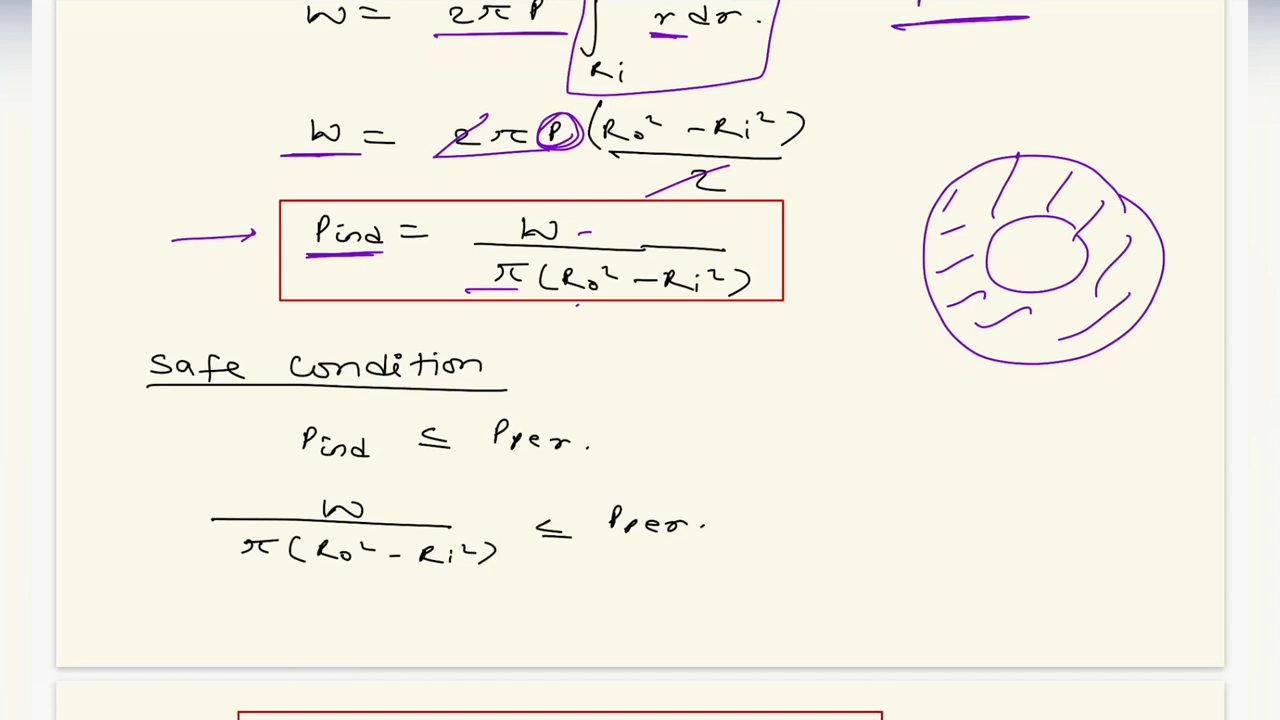 W = 2πP ∫ r dr.
Ri
W = 2πP (Ro² - Ri²)
2
Pind = W
π(Ro² - Ri²)
Safe Condition
Pind ≤ Pper.
W
π(Ro² - Ri²) ≤ Pper.